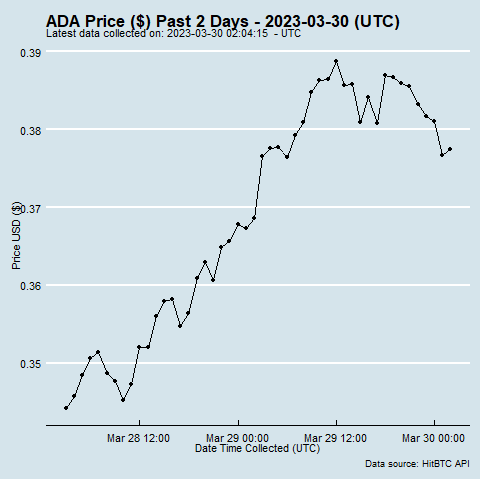 ADA Price ($) Past 2 Days - 2023-03-30 (UTC)
Latest data collected on: 2023-03-30 02:04:15 - UTC
0.39
0.38
0.37
0.36
0.35
Price USD ($)
Mar 28 12:00
Mar 29 00:00
Mar 29 12:00
Mar 30 00:00
Date Time Collected (UTC)
Data source: HitBTC API